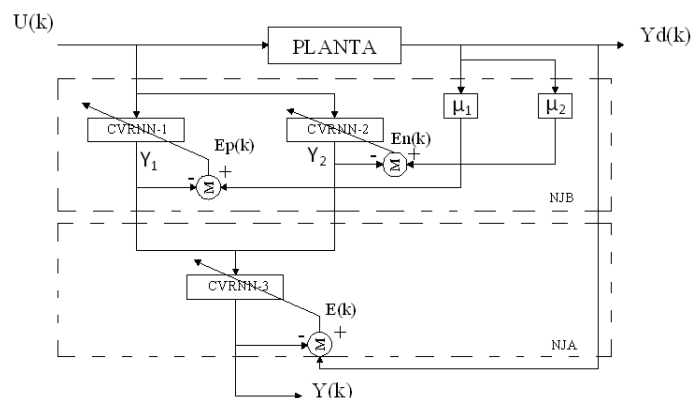 U(k)
PLANTA
Yd(k)
μ1
μ2
CVRNN-1
CVRNN-2
Ep(k)
En(k)
Y1
Y2
-
+
M
-
+
M
NJB
CVRNN-3
E(k)
-
+
M
NJA
Y(k)